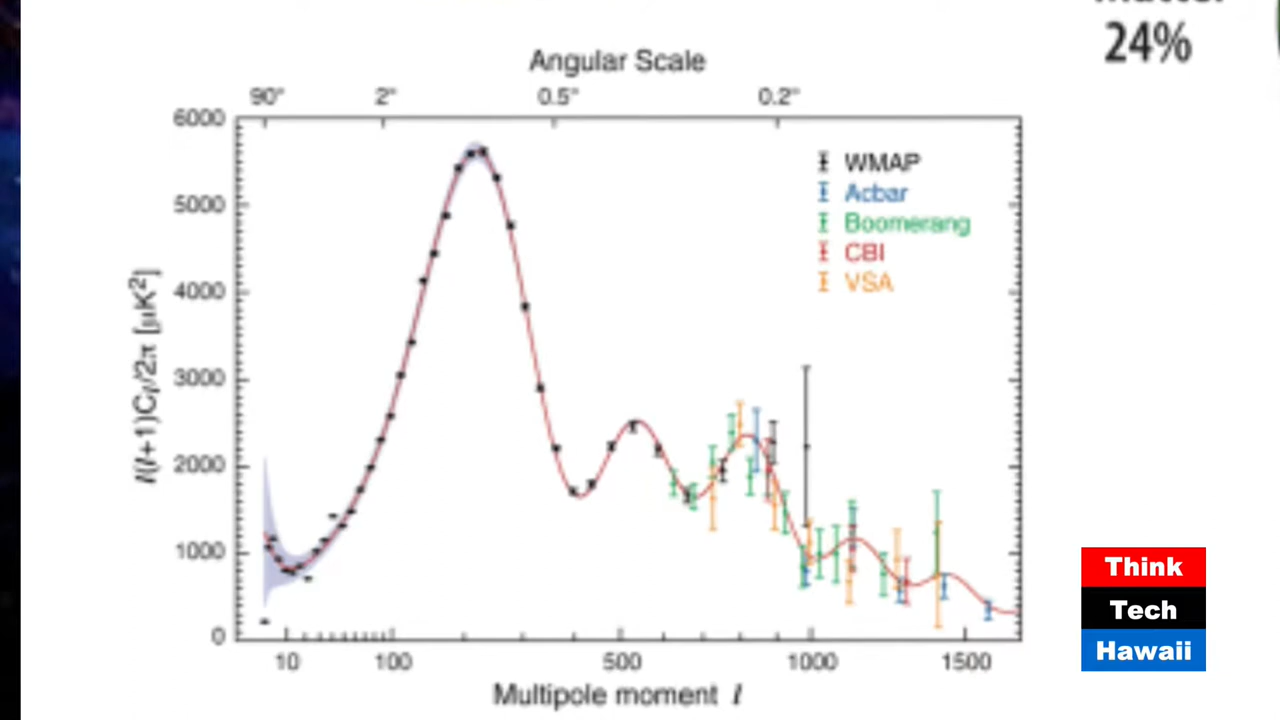 24%
Angular Scale
90° 2° 0.5° 0.2°
6000
5000
4000
3000
2000
1000
0
l(l+1)Cl/2π [μK²]
WMAP
Acbar
Boomerang
CBI
VSA
10 100 500 1000 1500
Multipole moment l
Think
Tech
Hawaii